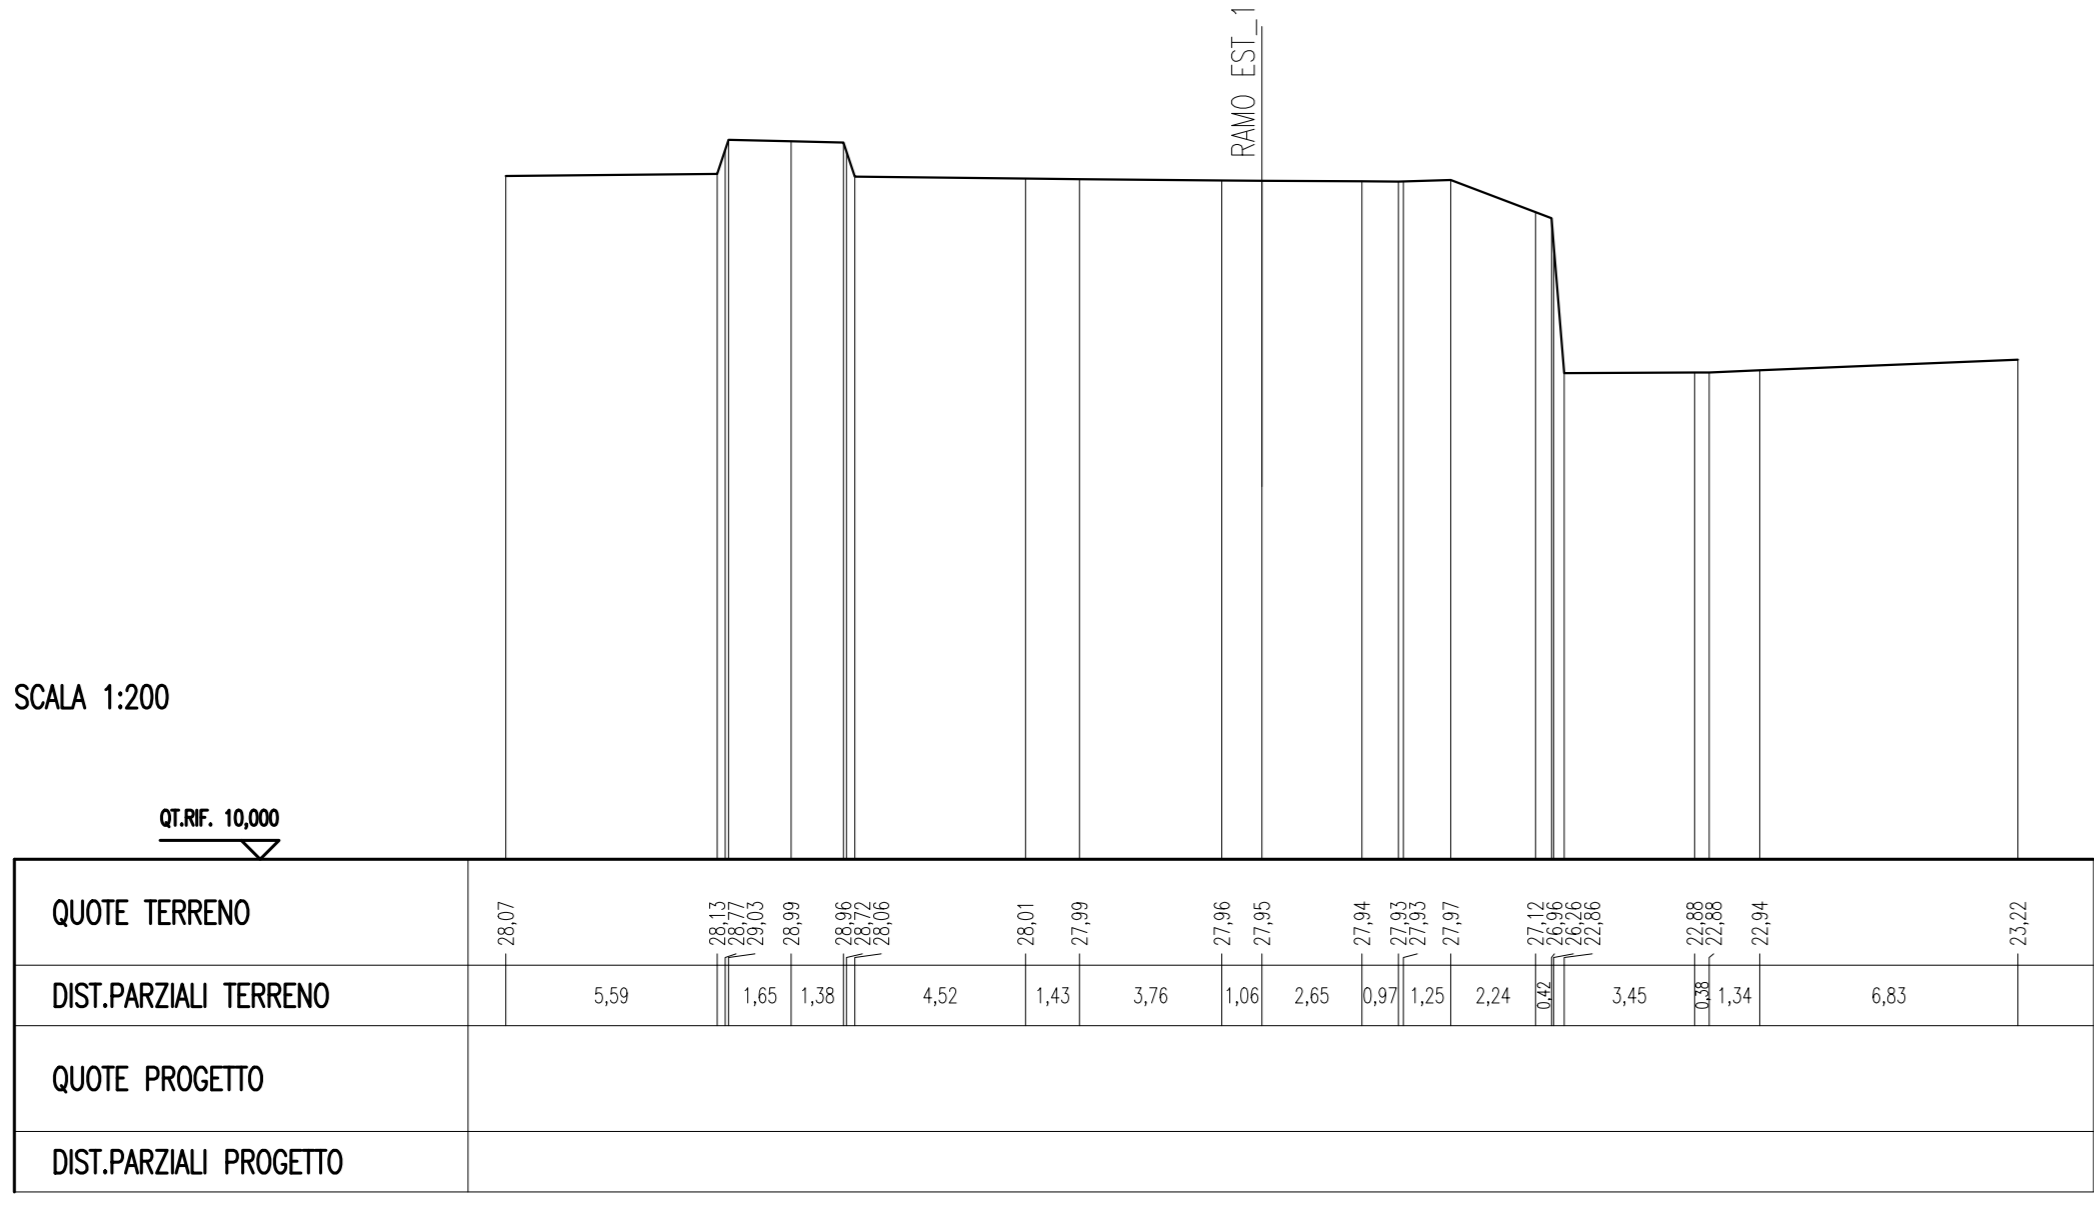 RAMO EST_1
SCALA 1:200
QT.RIF. 10,000
QUOTE TERRENO
28,07 28,13 28,77 29,03 28,99 28,96 28,72 28,06 28,01 27,99 27,96 27,95 27,94 27,93 27,93 27,97 27,12 26,96 26,26 22,86 22,88 22,88 22,94 23,22
DIST.PARZIALI TERRENO
5,59 1,65 1,38 4,52 1,43 3,76 1,06 2,65 0,97 1,25 2,24 0,42 3,45 0,38 1,34 6,83
QUOTE PROGETTO
DIST.PARZIALI PROGETTO